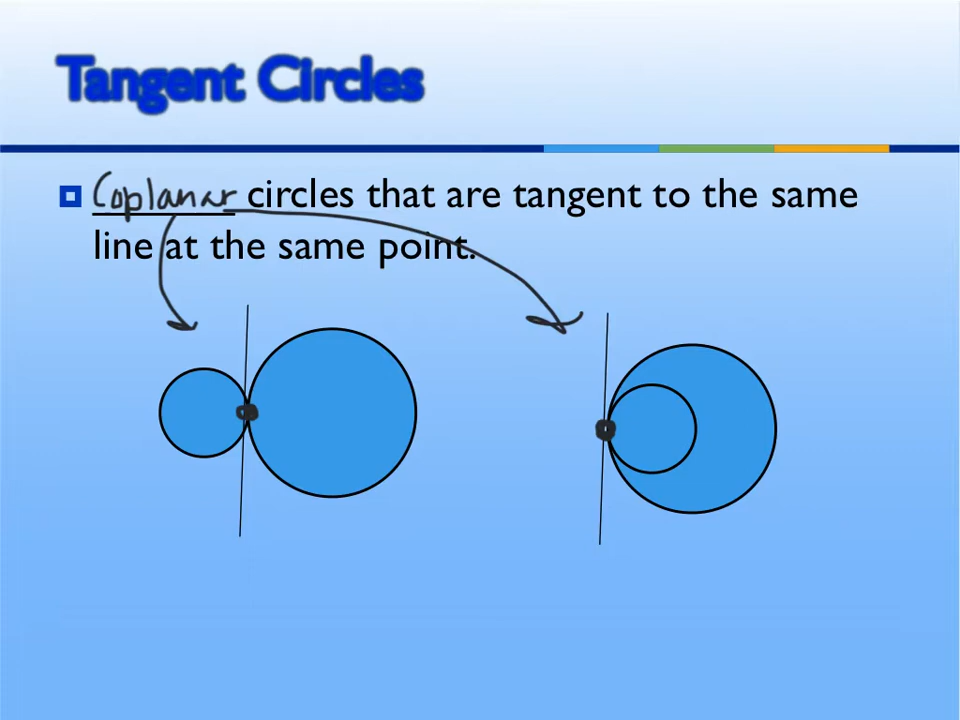 Tangent Circles
Coplanar circles that are tangent to the same
line at the same point.